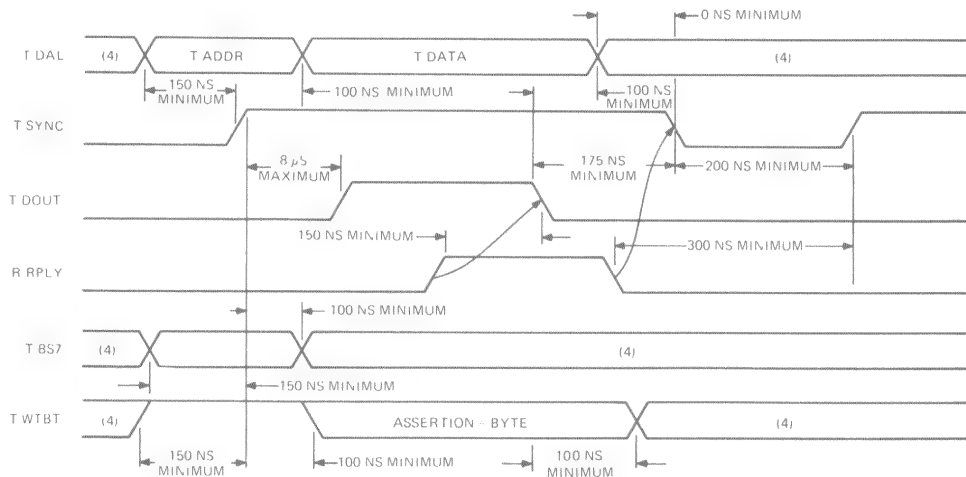 0 NS MINIMUM
T DAL (4) T ADDR T DATA (4)
150 NS MINIMUM
100 NS MINIMUM
100 NS MINIMUM
T SYNC
8 μS MAXIMUM
175 NS MINIMUM
200 NS MINIMUM
T DOUT
150 NS MINIMUM
300 NS MINIMUM
R RPLY
100 NS MINIMUM
T BS7 (4) (4)
150 NS MINIMUM
T WTBT (4) ASSERTION - BYTE (4)
150 NS MINIMUM
100 NS MINIMUM
100 NS MINIMUM